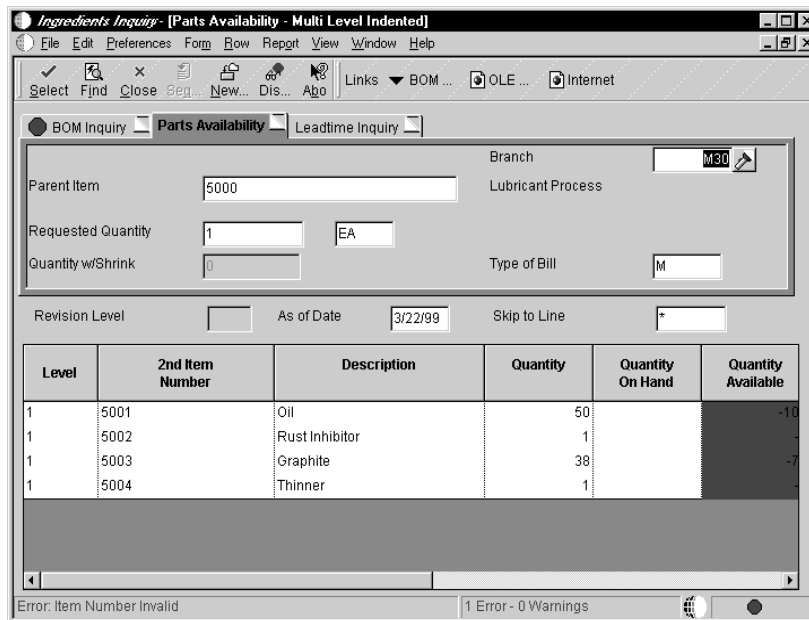 Ingredients Inquiry - [Parts Availability - Multi Level Indented]
File Edit Preferences Form Row Report View Window Help
Select Find Close Seq... New... Dis... Abo Links BOM ... OLE ... Internet
BOM Inquiry Parts Availability Leadtime Inquiry
Branch M30
Parent Item 5000 Lubricant Process
Requested Quantity 1 EA
Quantity w/Shrink 0 Type of Bill M
Revision Level As of Date 3/22/99 Skip to Line *
Level 2nd Item Number Description Quantity Quantity On Hand Quantity Available
1 5001 Oil 50 -10
1 5002 Rust Inhibitor 1 -
1 5003 Graphite 38 -7
1 5004 Thinner 1 -
Error: Item Number Invalid 1 Error - 0 Warnings